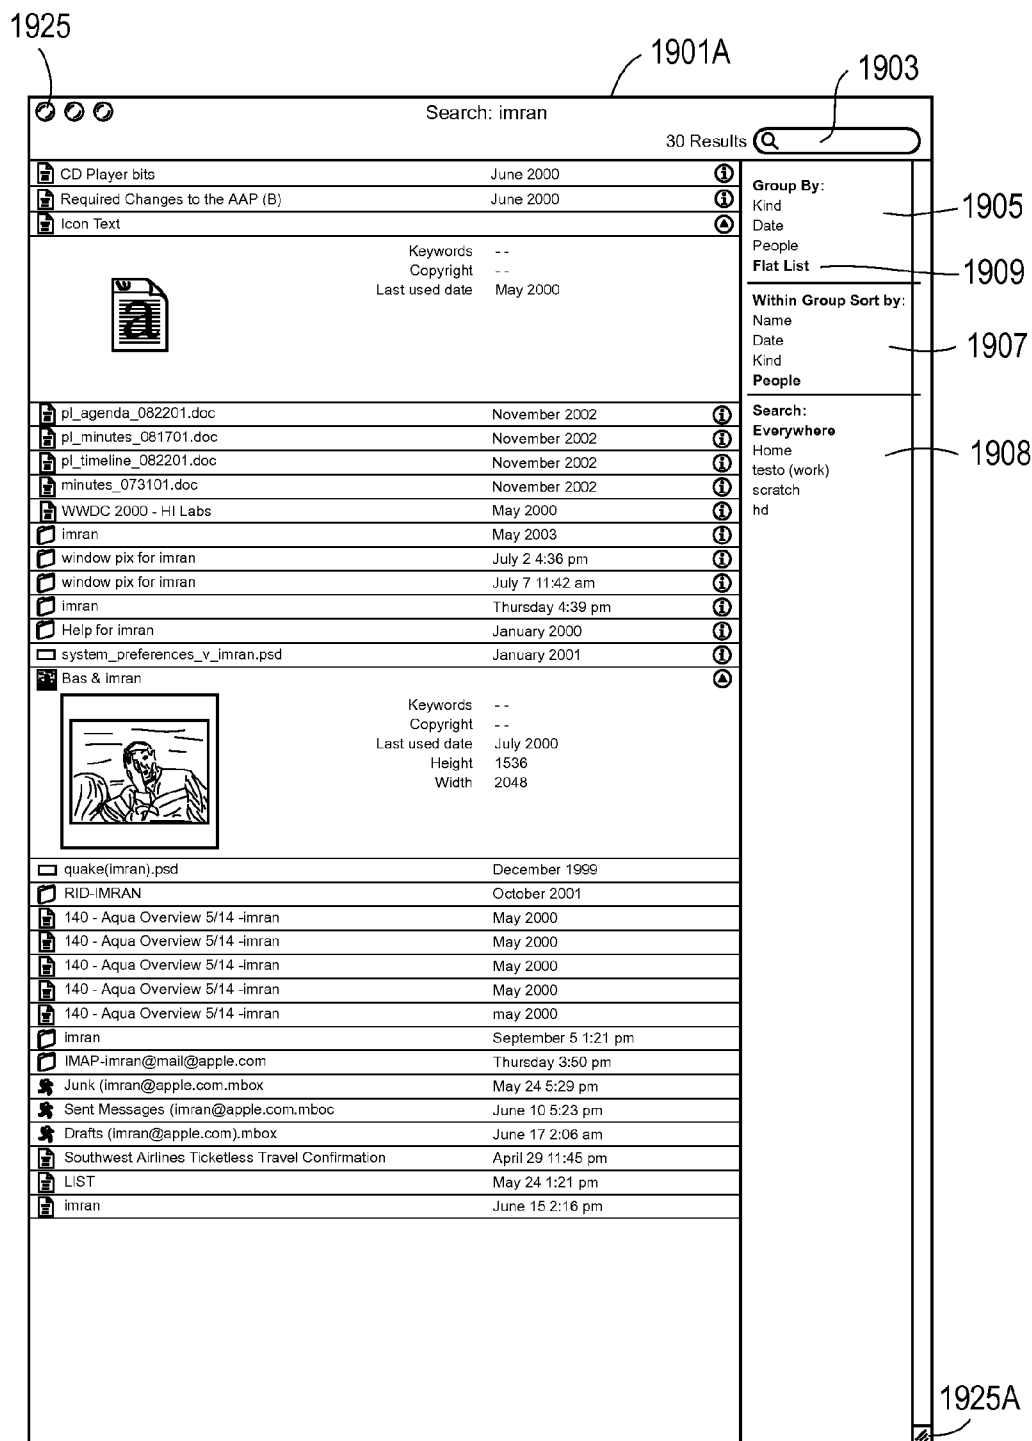 1925
1901A
1903
Search: imran
30 Results
CD Player bits June 2000
Required Changes to the AAP (B) June 2000
Icon Text
Keywords - -
Copyright - -
Last used date May 2000
a
pl_agenda_082201.doc November 2002
pl_minutes_081701.doc November 2002
pl_timeline_082201.doc November 2002
minutes_073101.doc November 2002
WWDC 2000 - HI Labs May 2000
imran May 2003
window pix for imran July 2 4:36 pm
window pix for imran July 7 11:42 am
imran Thursday 4:39 pm
Help for imran January 2000
system_preferences_v_imran.psd January 2001
Bas & imran
Keywords - -
Copyright - -
Last used date July 2000
Height 1536
Width 2048
quake(imran).psd December 1999
RID-IMRAN October 2001
140 - Aqua Overview 5/14 -imran May 2000
140 - Aqua Overview 5/14 -imran May 2000
140 - Aqua Overview 5/14 -imran May 2000
140 - Aqua Overview 5/14 -imran May 2000
140 - Aqua Overview 5/14 -imran may 2000
imran September 5 1:21 pm
IMAP-imran@mail@apple.com Thursday 3:50 pm
Junk (imran@apple.com.mbox May 24 5:29 pm
Sent Messages (imran@apple.com.mboc June 10 5:23 pm
Drafts (imran@apple.com).mbox June 17 2:06 am
Southwest Airlines Ticketless Travel Confirmation April 29 11:45 pm
LIST May 24 1:21 pm
imran June 15 2:16 pm
Group By:
Kind
Date
People
Flat List
1905
1909
Within Group Sort by:
Name
Date
Kind
People
1907
Search:
Everywhere
Home
testo (work)
scratch
hd
1908
1925A